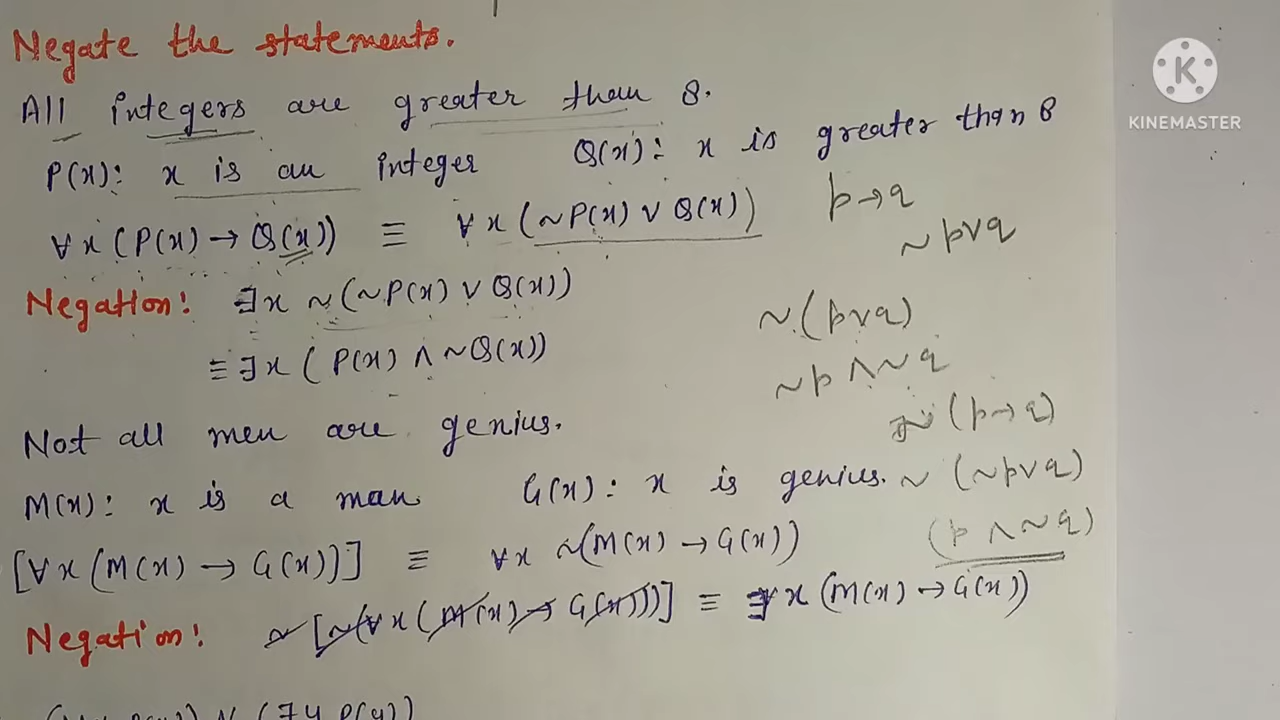 Negate the statements.
All integers are greater than 8.
P(x): x is an integer Q(x): x is greater than 8
∀x (P(x) → Q(x)) ≡ ∀x (~P(x) ∨ Q(x))
p → q
~p ∨ q
Negation: ∃x ~(~P(x) ∨ Q(x))
≡ ∃x (P(x) ∧ ~Q(x))
~(p ∨ q)
~p ∧ ~q
Not all men are genius.
~(p → q)
M(x): x is a man G(x): x is genius.
~(~p ∨ q)
[∀x (M(x) → G(x))] ≡ ∀x ~(M(x) → G(x))
(p ∧ ~q)
Negation: ~[~(∀x (M(x) → G(x)))] ≡ x (M(x) → G(x))
KINEMASTER